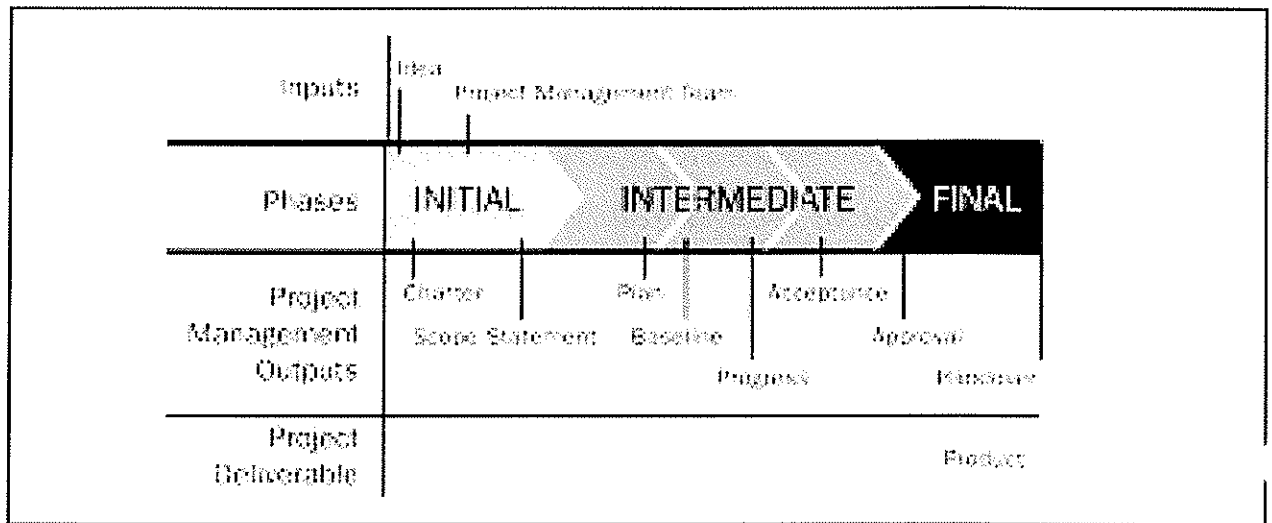 Idea
Inputs
Project Management Team
Phases
INITIAL
INTERMEDIATE
FINAL
Charter
Plan
Acceptance
Project
Management
Outputs
Scope Statement
Baseline
Approval
Progress
Handover
Project
Deliverable
Product